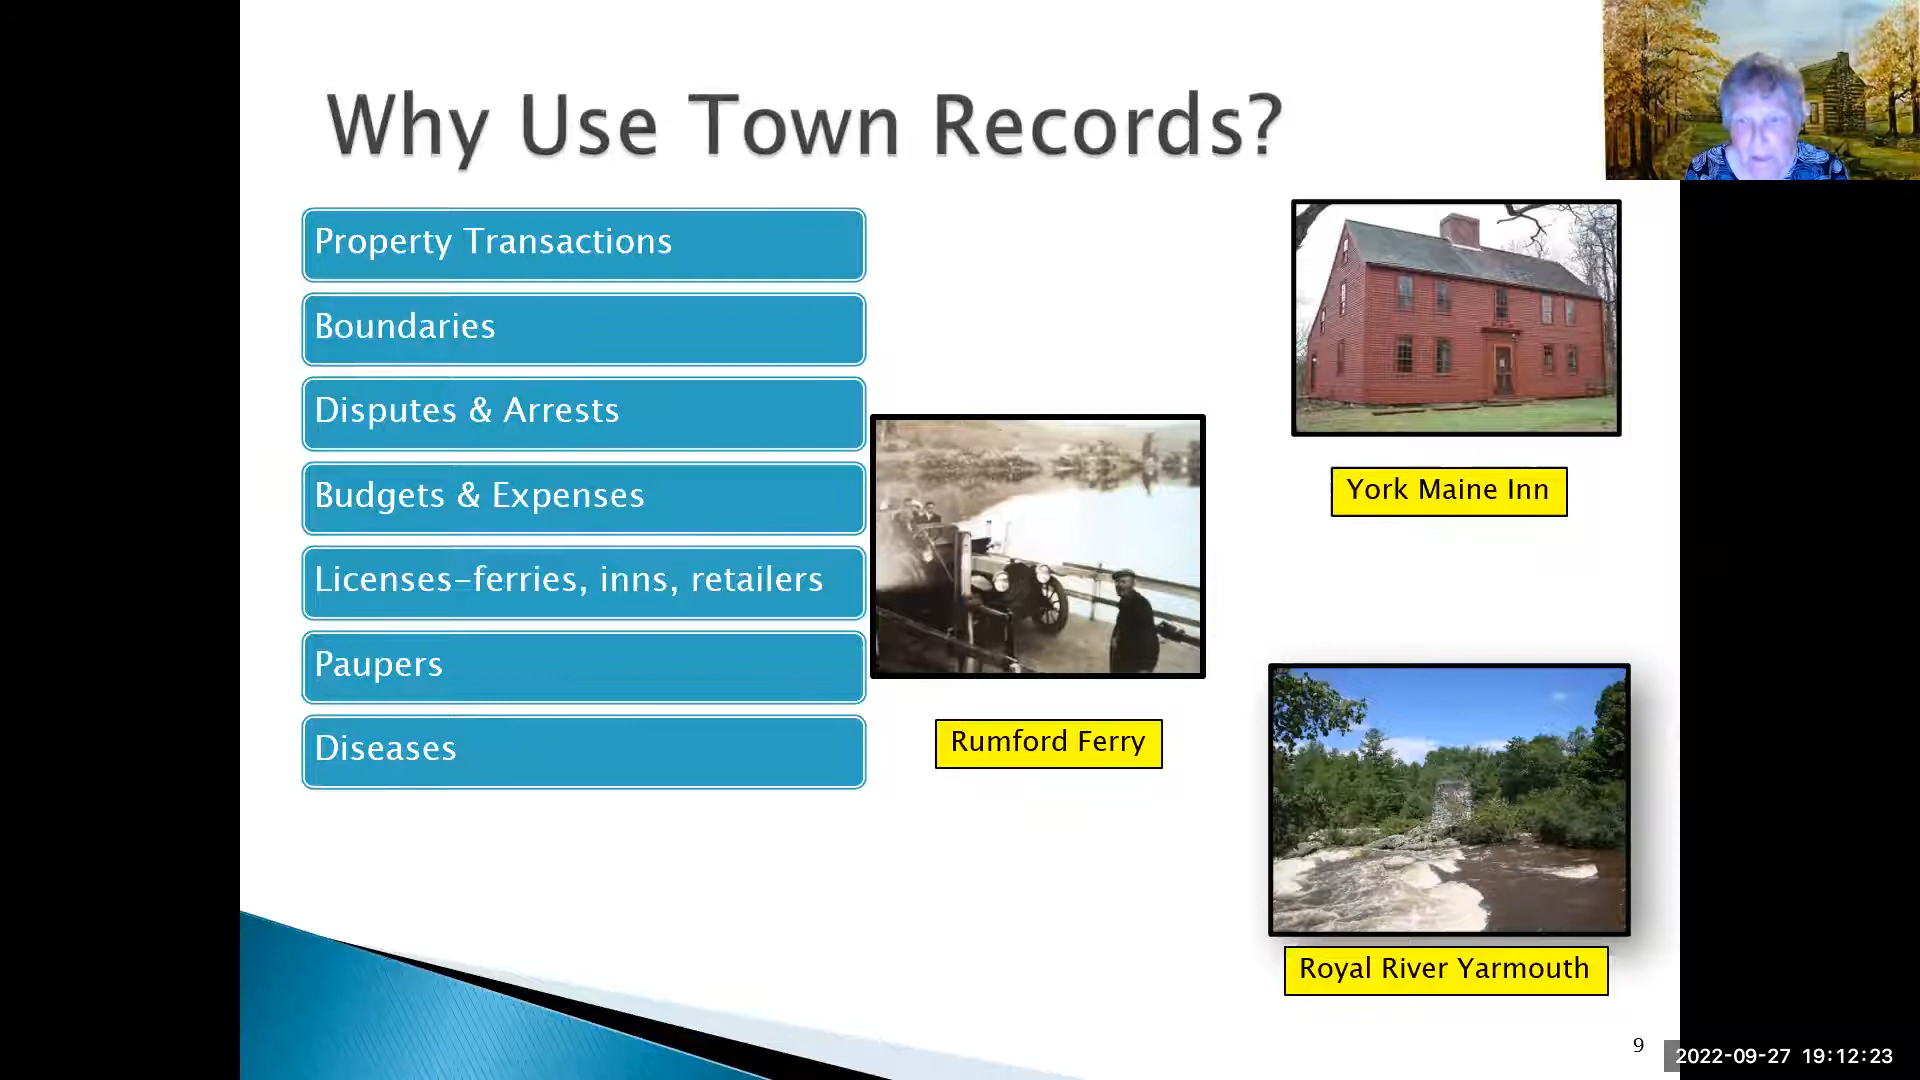 Why Use Town Records?
Property Transactions
Boundaries
Disputes & Arrests
Budgets & Expenses
Licenses-ferries, inns, retailers
Paupers
Diseases
York Maine Inn
Rumford Ferry
Royal River Yarmouth
9
2022-09-27 19:12:23